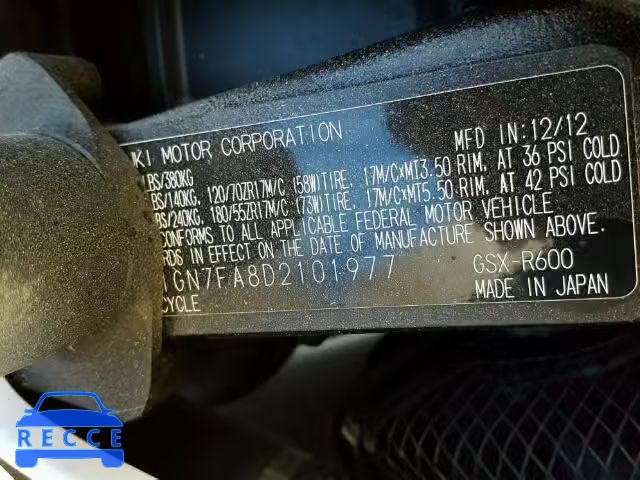 KI MOTOR CORPORATION MFD IN: 12/12
LBS/380KG
BS/140KG, 120/70ZR17M/C (58W)TIRE, 17M/CxMT3.50 RIM, AT 36 PSI COLD
BS/240KG, 180/55ZR17M/C (73W)TIRE, 17M/CxMT5.50 RIM, AT 42 PSI COLD
CONFORMS TO ALL APPLICABLE FEDERAL MOTOR VEHICLE
RDS IN EFFECT ON THE DATE OF MANUFACTURE SHOWN ABOVE.
GN7FA8D2101977 GSX-R600
CYCLE MADE IN JAPAN
RECCE